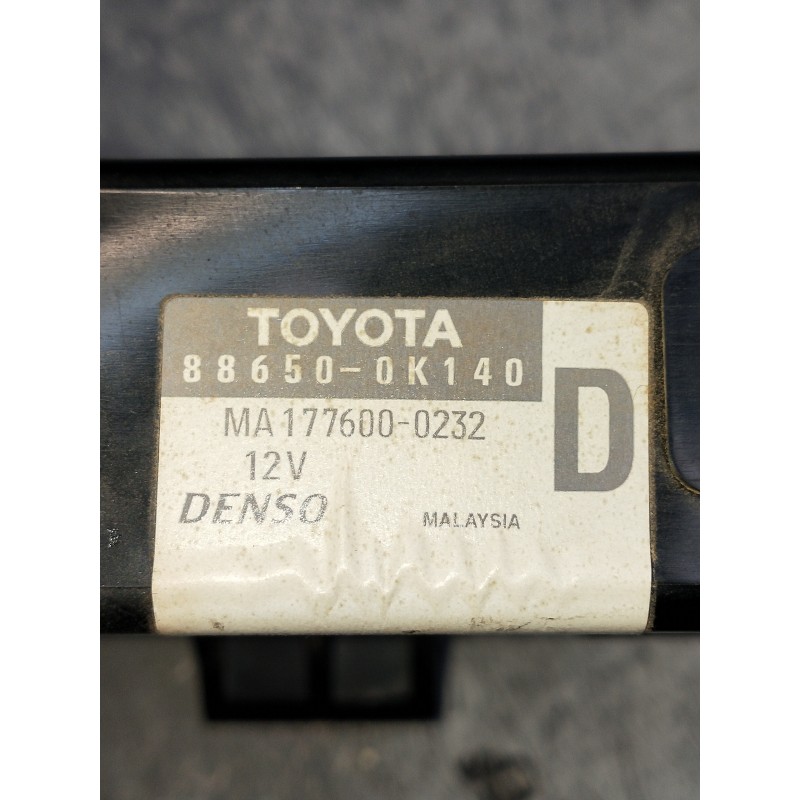 TOYOTA
88650-0K140
D
MA177600-0232
12V
DENSO
MALAYSIA